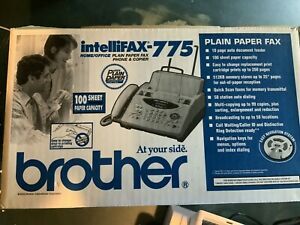 intelliFAX-775
HOME/OFFICE PLAIN PAPER FAX
PHONE & COPIER
PLAIN PAPER FAX
10 page auto document feeder
100 sheet paper capacity
Easy to change replacement print
cartridge prints up to 250 pages
512KB memory stores up to 25* pages
for out-of-paper reception
Quick Scan faxes for memory transmittal
58 station auto dialing
Multi-copying up to 99 copies, plus
sorting, enlargement and reduction
Broadcasting to up to 58 locations
Call Waiting/Caller ID and Distinctive
Ring Detection ready*
Navigation keys for
menus, options
and index dialing
PLAIN
PAPER
100 SHEET
PAPER CAPACITY
At your side.
brother®